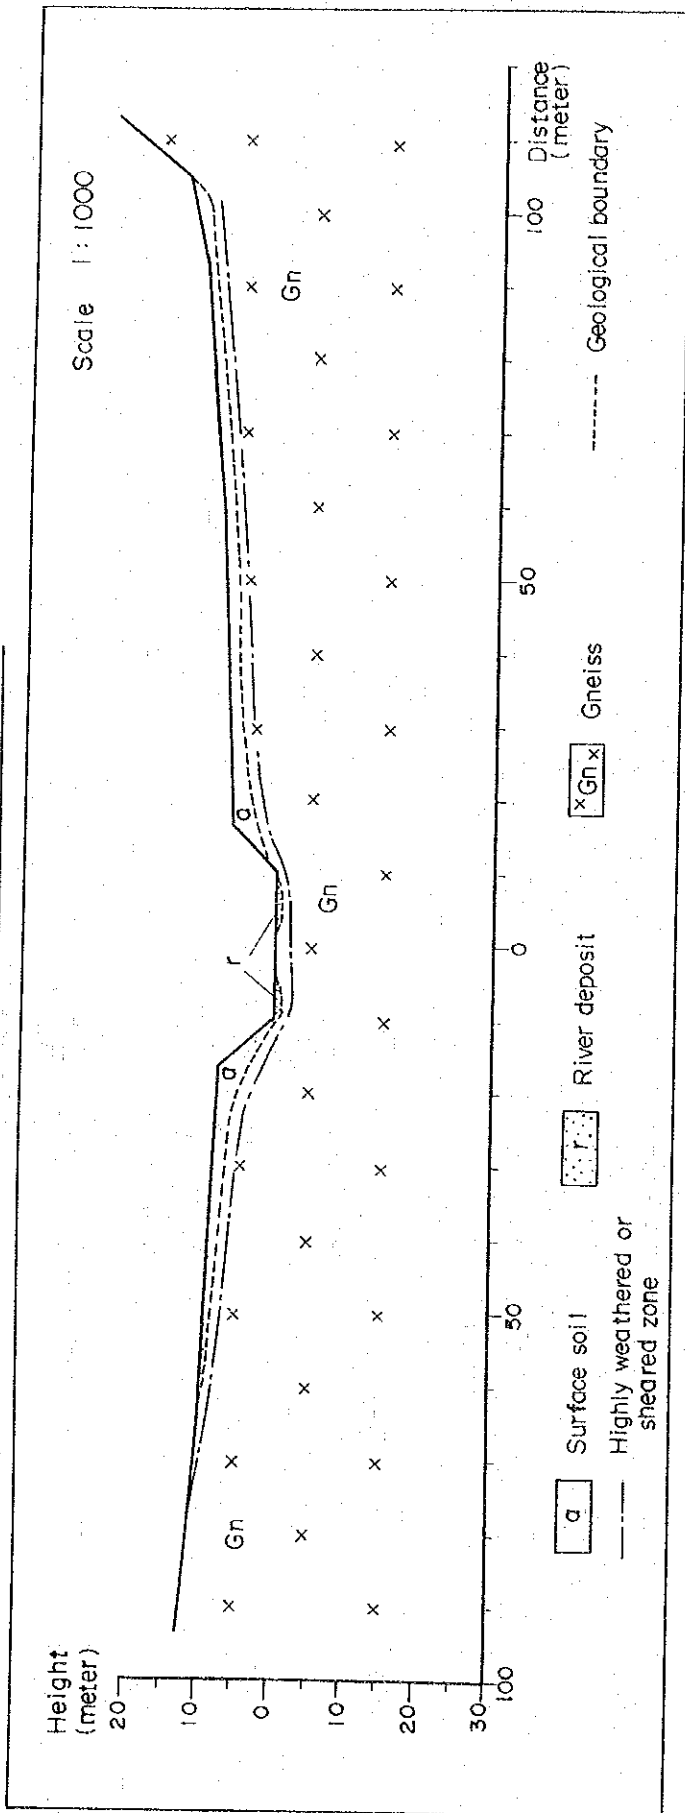 Scale 1:1000
Height
(meter)
20
10
0
10
20
30
100
50
0
50
100
Distance
(meter)
Gn
a
r
Gn
a
Gn
a Surface soil
r River deposit
Gn Gneiss
Geological boundary
Highly weathered or
sheared zone